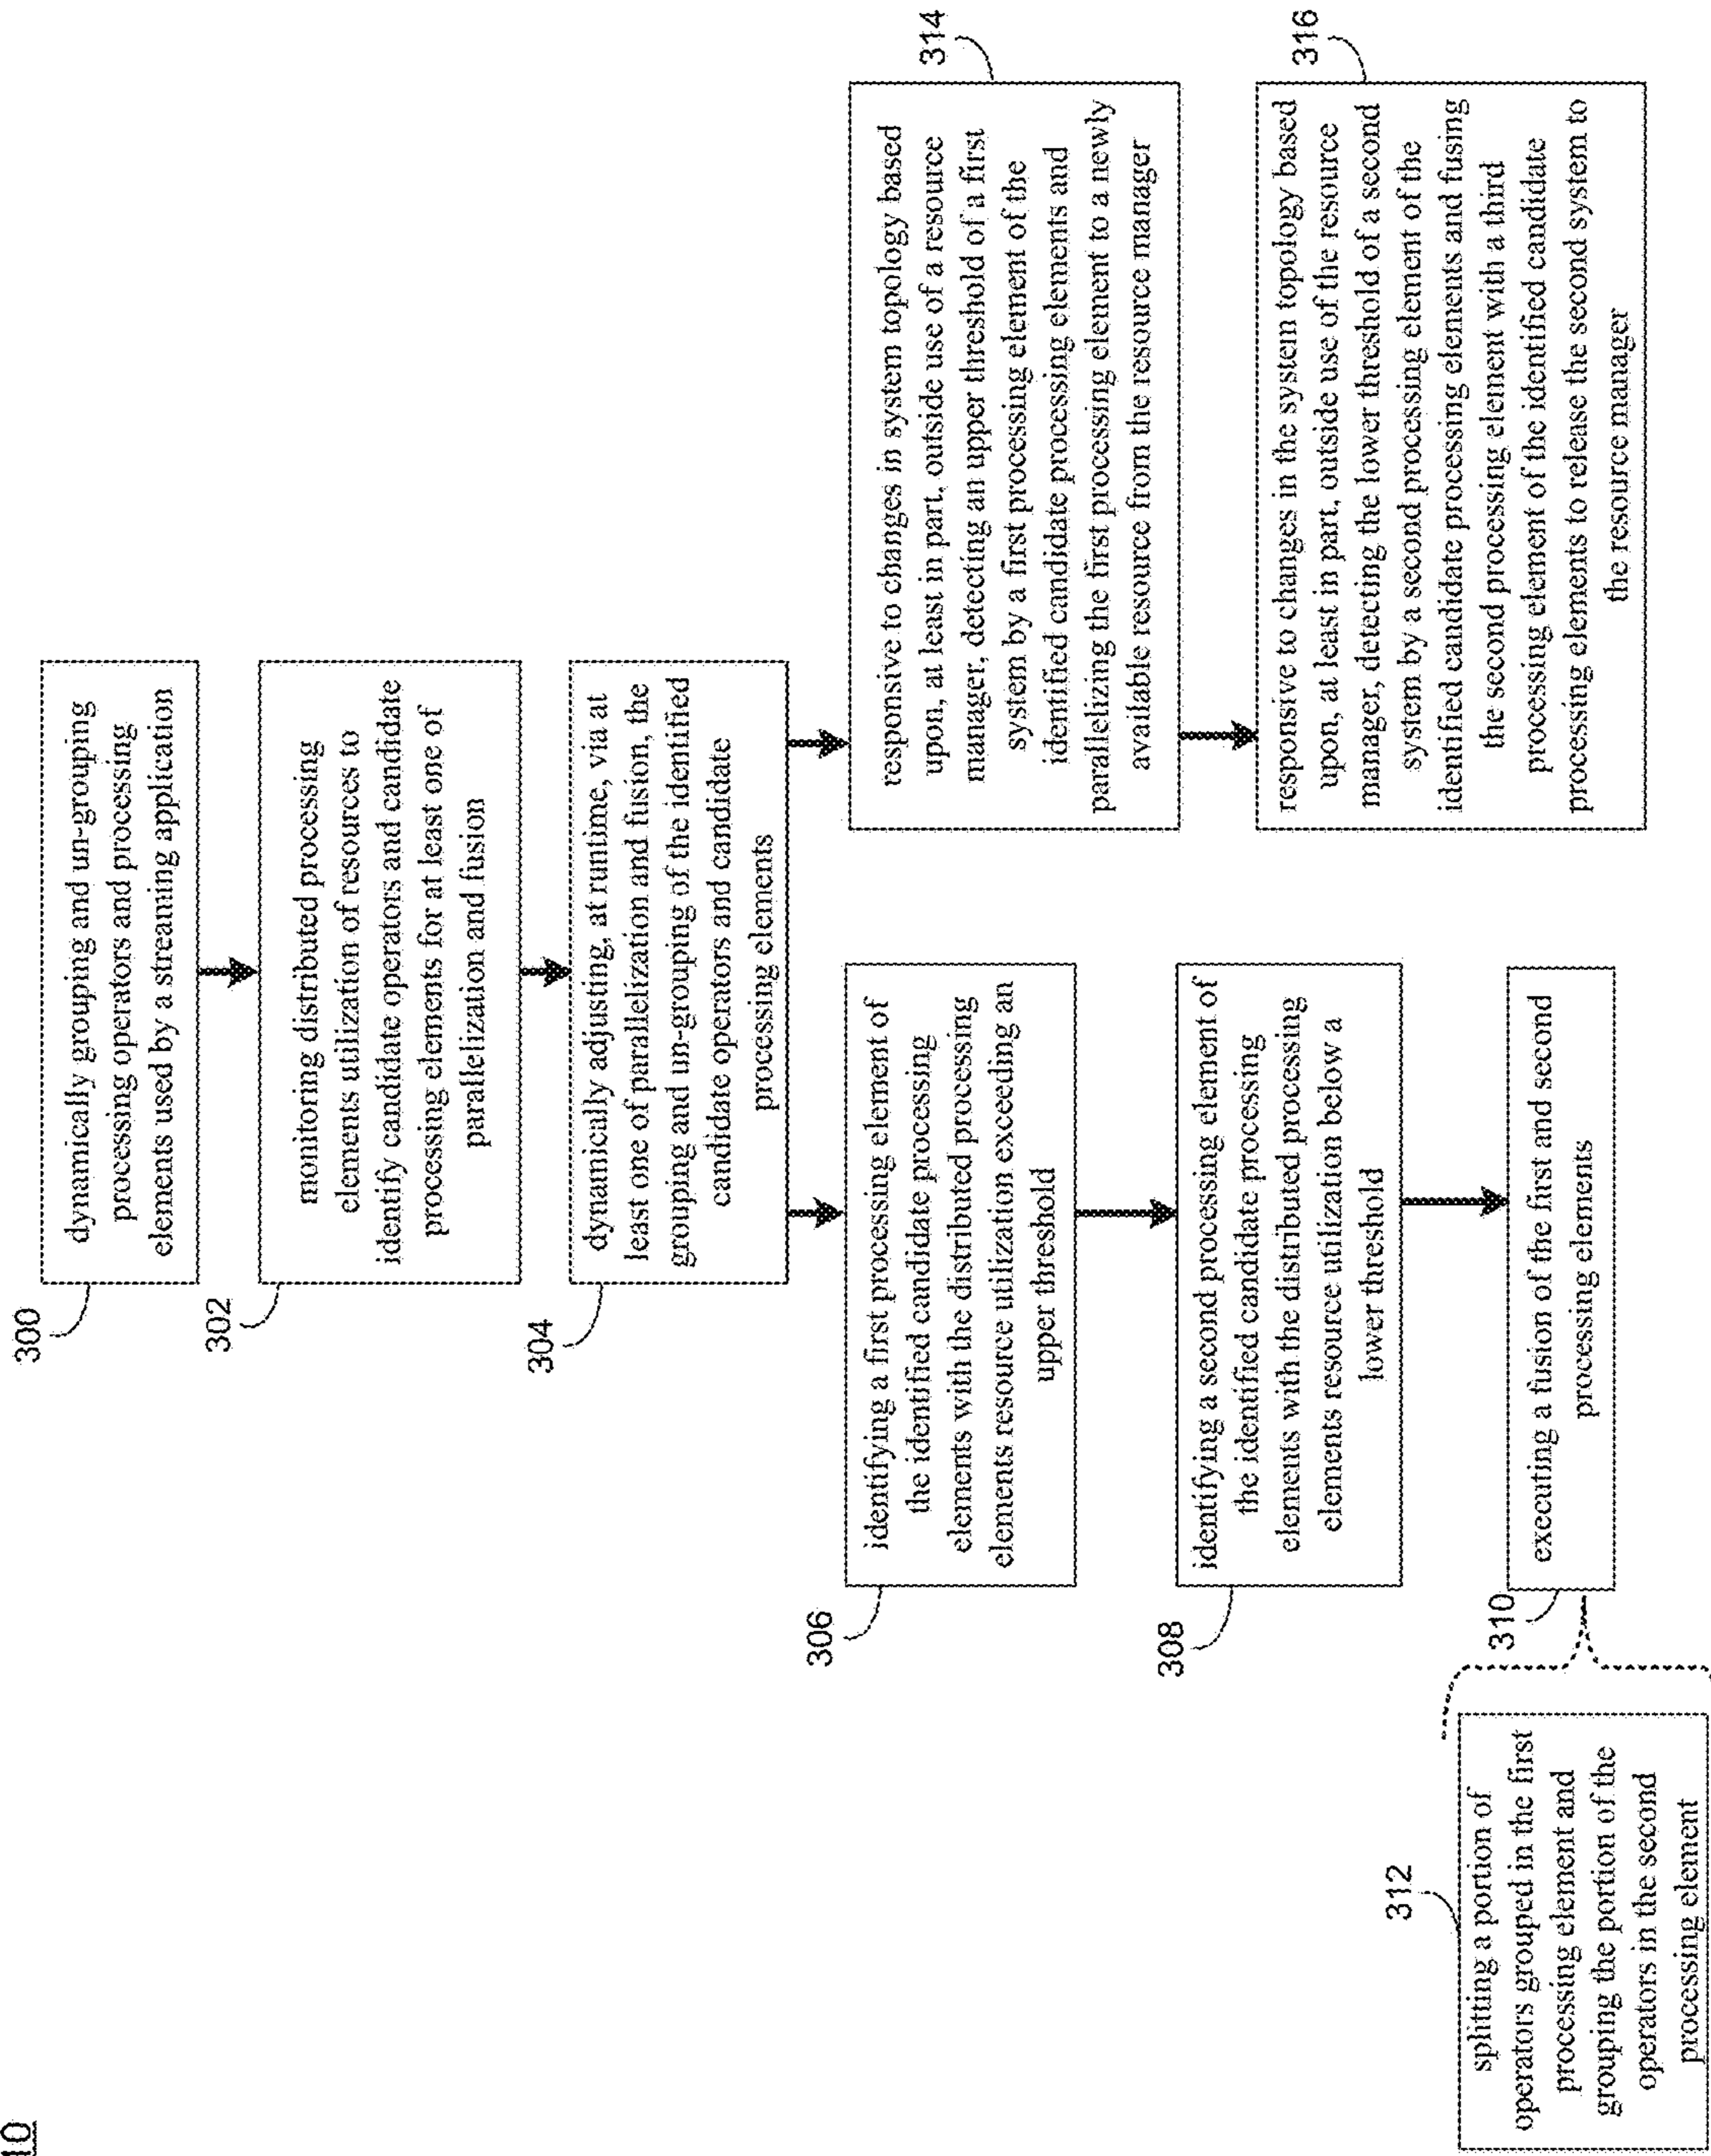 10
300
dynamically grouping and un-grouping
processing operators and processing
elements used by a streaming application
302
monitoring distributed processing
elements utilization of resources to
identify candidate operators and candidate
processing elements for at least one of
parallelization and fusion
304
dynamically adjusting, at runtime, via at
least one of parallelization and fusion, the
grouping and un-grouping of the identified
candidate operators and candidate
processing elements
306
identifying a first processing element of
the identified candidate processing
elements with the distributed processing
elements resource utilization exceeding an
upper threshold
308
identifying a second processing element of
the identified candidate processing
elements with the distributed processing
elements resource utilization below a
lower threshold
310
executing a fusion of the first and second
processing elements
312
splitting a portion of
operators grouped in the first
processing element and
grouping the portion of the
operators in the second
processing element
314
responsive to changes in system topology based
upon, at least in part, outside use of a resource
manager, detecting an upper threshold of a first
system by a first processing element of the
identified candidate processing elements and
parallelizing the first processing element to a newly
available resource from the resource manager
316
responsive to changes in the system topology based
upon, at least in part, outside use of the resource
manager, detecting the lower threshold of a second
system by a second processing element of the
identified candidate processing elements and fusing
the second processing element with a third
processing element of the identified candidate
processing elements to release the second system to
the resource manager